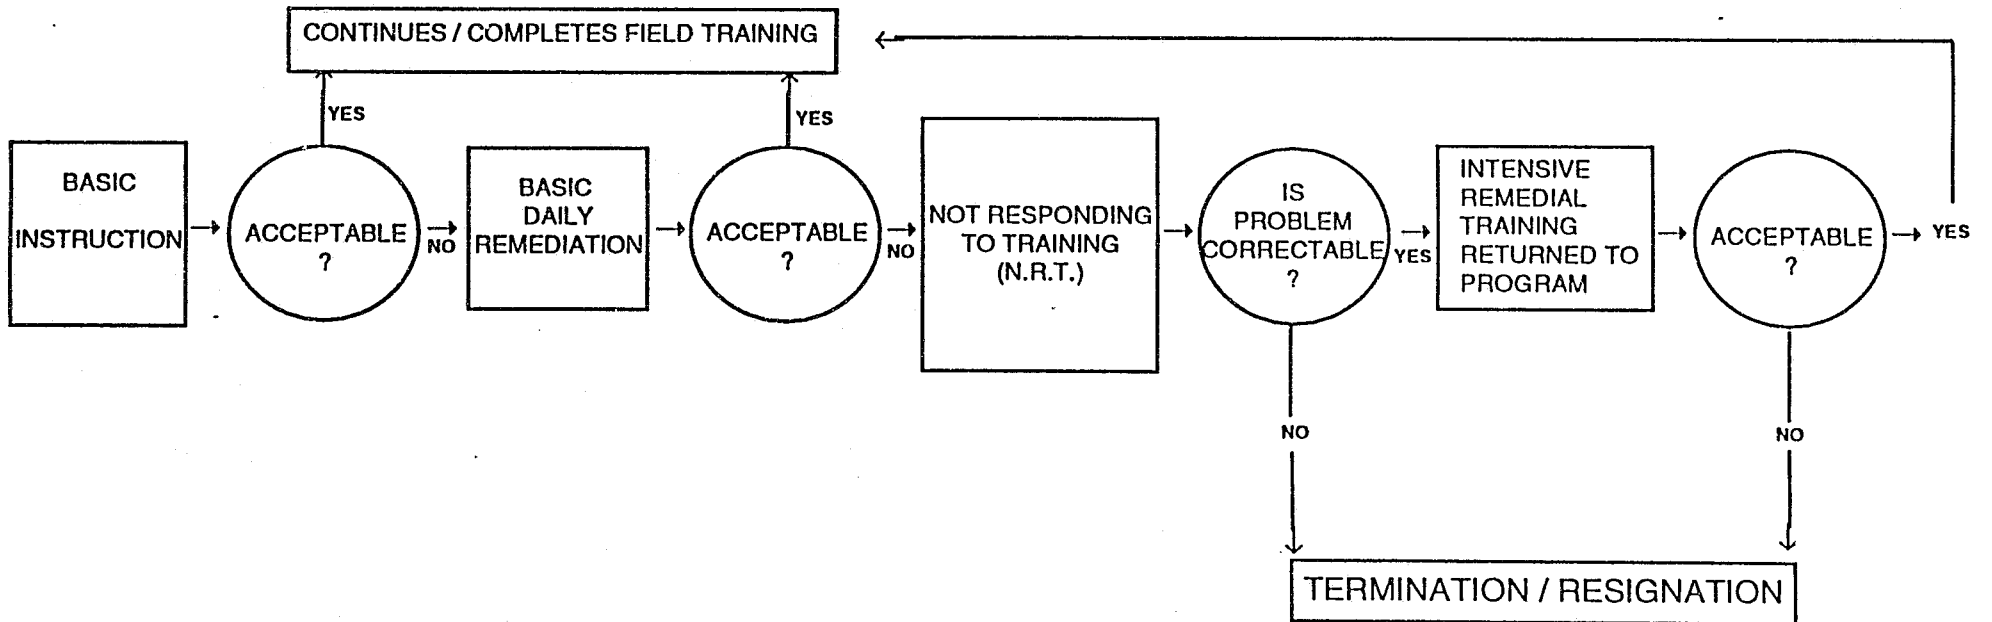 CONTINUES / COMPLETES FIELD TRAINING
YES
YES
BASIC
INSTRUCTION
ACCEPTABLE
?
NO
BASIC
DAILY
REMEDIATION
ACCEPTABLE
?
NO
NOT RESPONDING
TO TRAINING
(N.R.T.)
IS
PROBLEM
CORRECTABLE
?
YES
INTENSIVE
REMEDIAL
TRAINING
RETURNED TO
PROGRAM
ACCEPTABLE
?
YES
NO
NO
TERMINATION / RESIGNATION